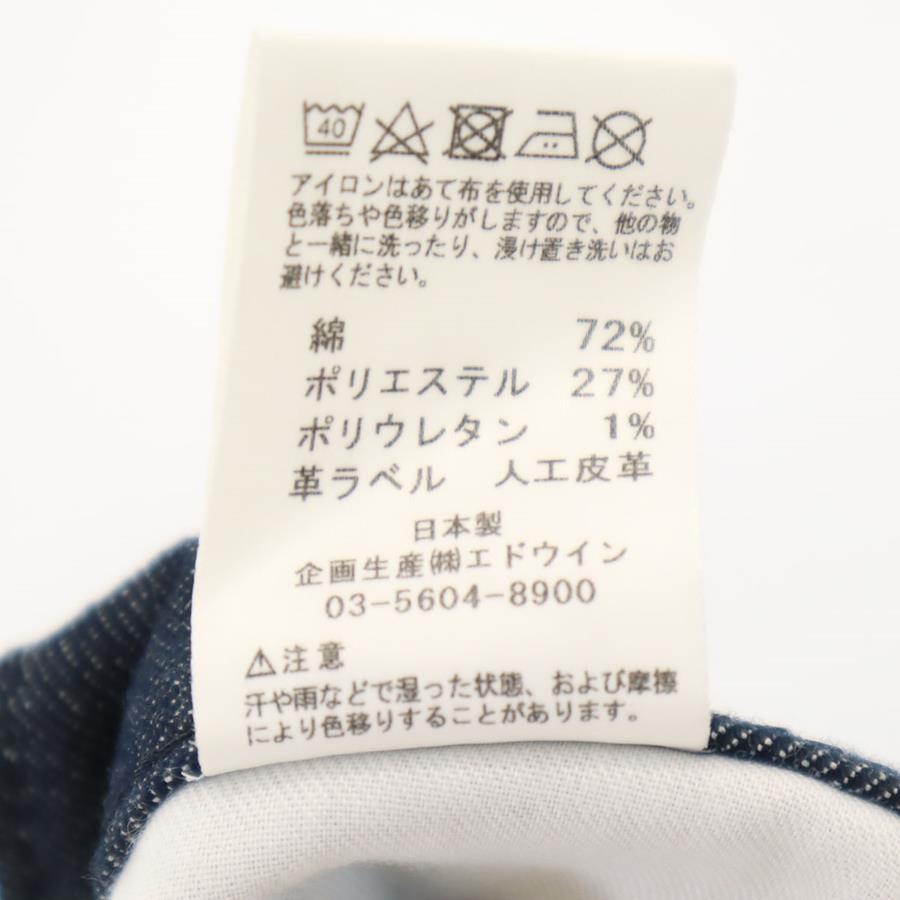 40
アイロンはあて布を使用してください。
色落ちや色移りがしますので、他の物
と一緒に洗ったり、浸け置き洗いはお
避けください。
綿 72%
ポリエステル 27%
ポリウレタン 1%
革ラベル 人工皮革
日本製
企画生産㈱エドウイン
03-5604-8900
⚠注意
汗や雨などで湿った状態、および摩擦
により色移りすることがあります。